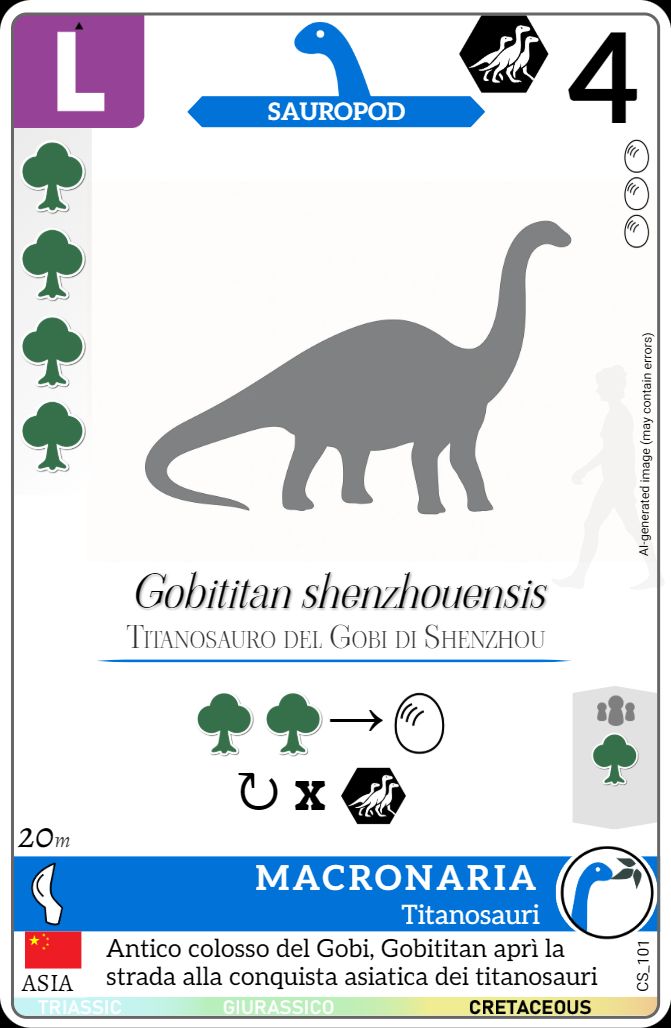 L
SAUROPOD
4
AI-generated image (may contain errors)
Gobititan shenzhouensis
Titanosauro del Gobi di Shenzhou
x
20m
MACRONARIA
Titanosauri
ASIA
Antico colosso del Gobi, Gobititan aprì la
strada alla conquista asiatica dei titanosauri
CS_101
TRIASSIC
GIURASSICO
CRETACEOUS